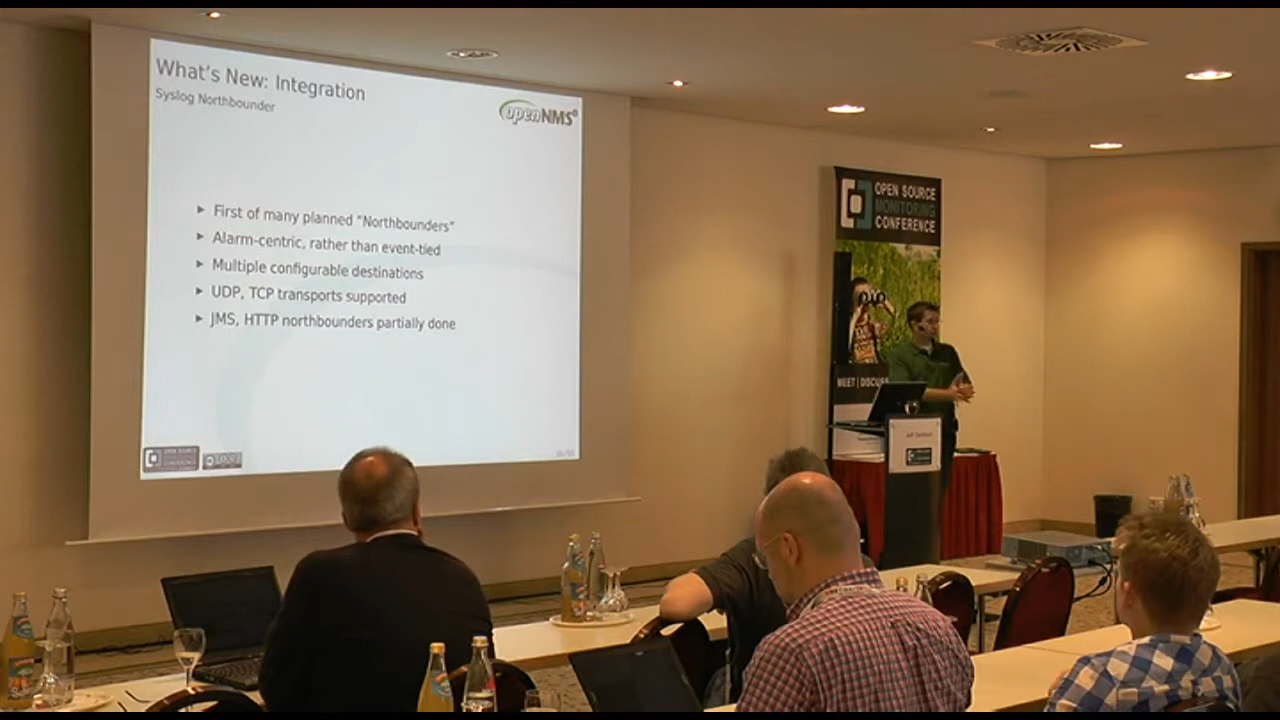 What's New: Integration
Syslog Northbounder
openNMS
► First of many planned "Northbounders"
► Alarm-centric, rather than event-tied
► Multiple configurable destinations
► UDP, TCP transports supported
► JMS, HTTP northbounders partially done
OPEN SOURCE
MONITORING
CONFERENCE
MEET | DISCUSS